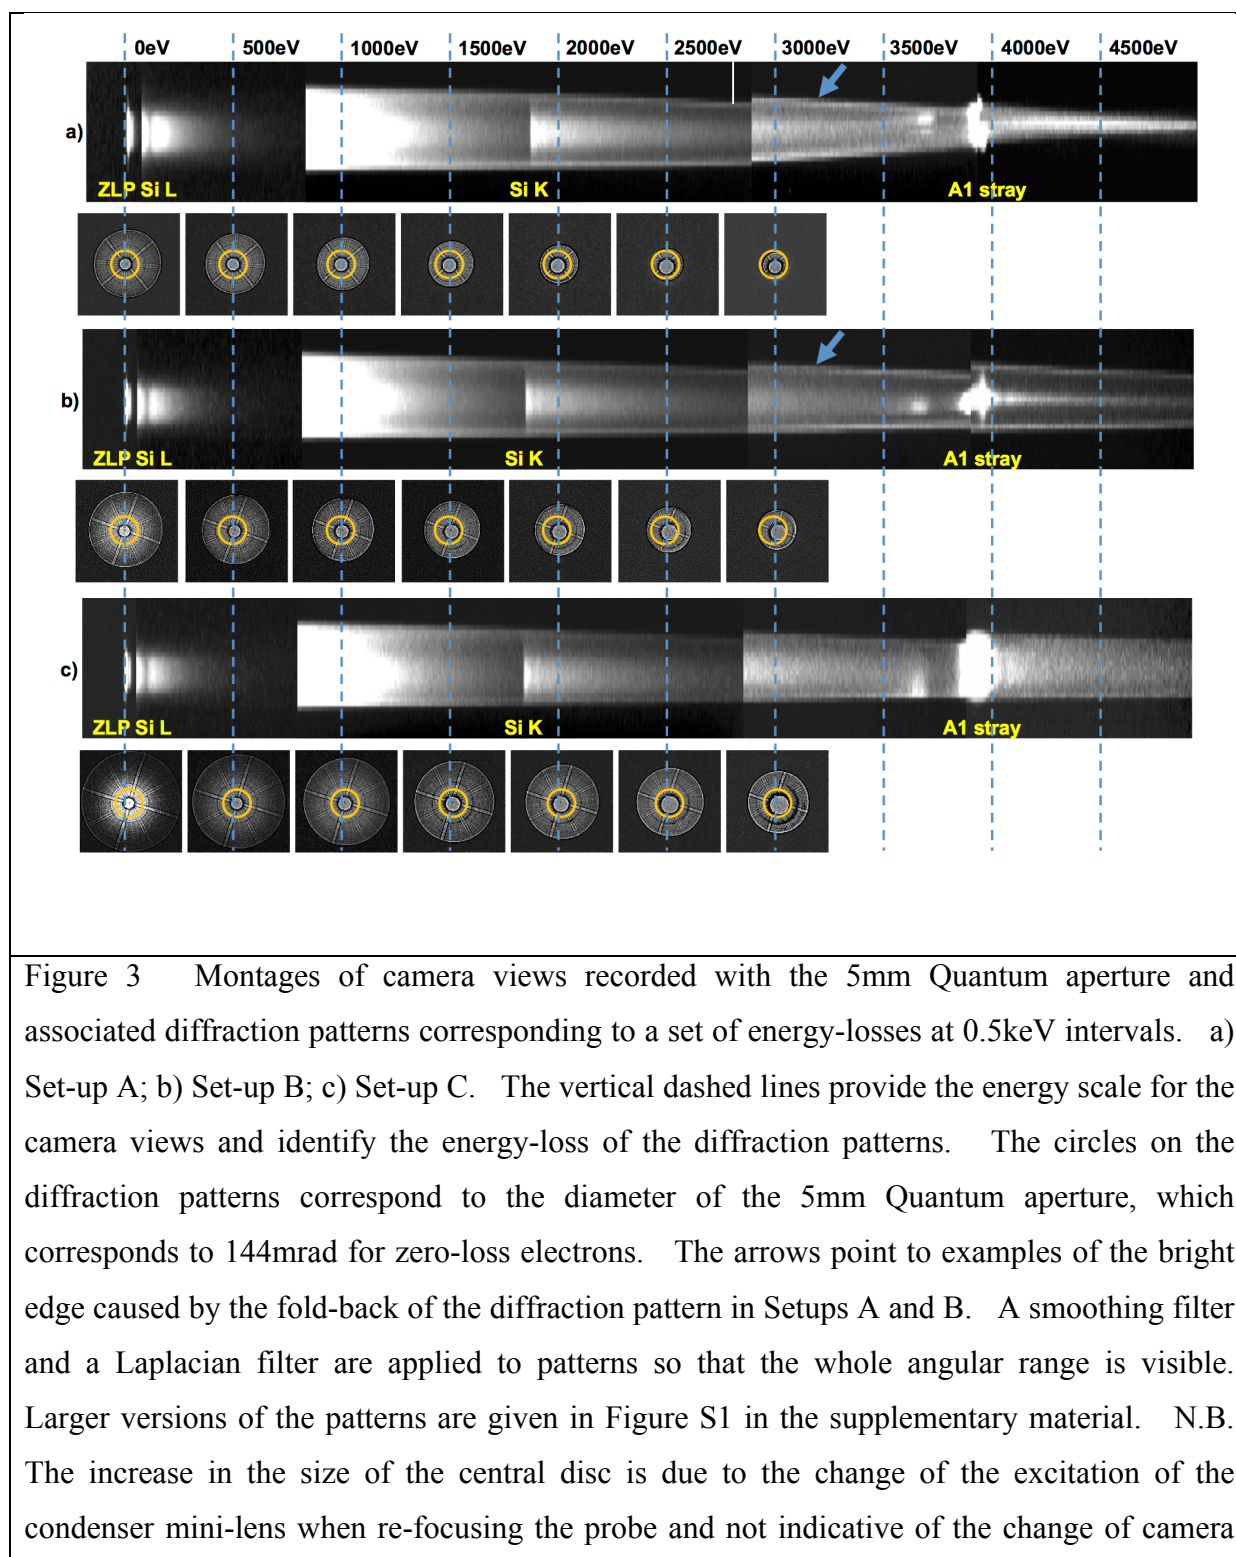 0eV 500eV 1000eV 1500eV 2000eV 2500eV 3000eV 3500eV 4000eV 4500eV
a)
ZLP Si L Si K A1 stray
b)
ZLP Si L Si K A1 stray
c)
ZLP Si L Si K A1 stray
Figure 3 Montages of camera views recorded with the 5mm Quantum aperture and
associated diffraction patterns corresponding to a set of energy-losses at 0.5keV intervals. a)
Set-up A; b) Set-up B; c) Set-up C. The vertical dashed lines provide the energy scale for the
camera views and identify the energy-loss of the diffraction patterns. The circles on the
diffraction patterns correspond to the diameter of the 5mm Quantum aperture, which
corresponds to 144mrad for zero-loss electrons. The arrows point to examples of the bright
edge caused by the fold-back of the diffraction pattern in Setups A and B. A smoothing filter
and a Laplacian filter are applied to patterns so that the whole angular range is visible.
Larger versions of the patterns are given in Figure S1 in the supplementary material. N.B.
The increase in the size of the central disc is due to the change of the excitation of the
condenser mini-lens when re-focusing the probe and not indicative of the change of camera